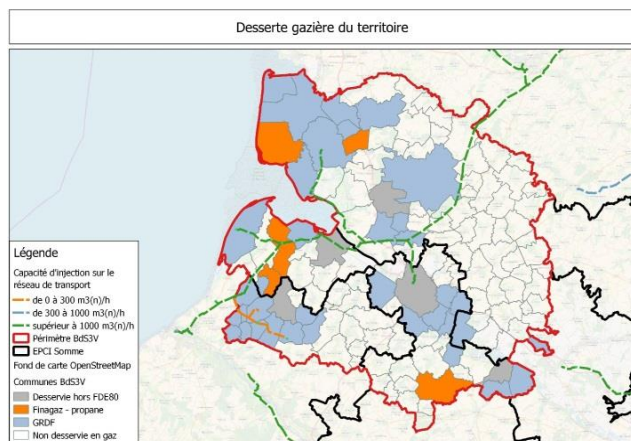 Desserte gazière du territoire
Légende
Capacité d'injection sur le
réseau de transport
de 0 à 300 m3(n)/h
de 300 à 1000 m3(n)/h
supérieur à 1000 m3(n)/h
Périmètre BdS3V
EPCI Somme
Fond de carte OpenStreetMap
Communes BdS3V
Desservie hors FDE80
Finagaz - propane
GRDF
Non desservie en gaz